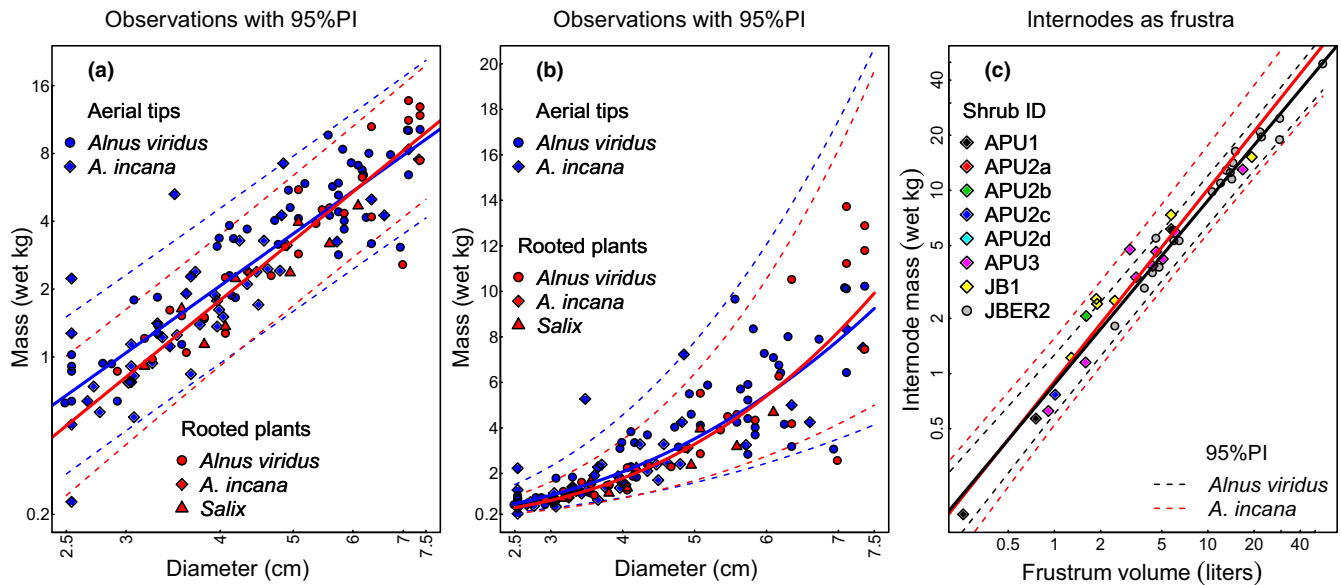 Observations with 95%PI
(a)
Aerial tips
Alnus viridus
A. incana
Rooted plants
Alnus viridus
A. incana
Salix
Mass (wet kg)
16
8
4
2
1
0.2
2.5
3
4
5
6
7
7.5
Diameter (cm)
Observations with 95%PI
(b)
Aerial tips
Alnus viridus
A. incana
Rooted plants
Alnus viridus
A. incana
Salix
Mass (wet kg)
20
18
16
14
12
10
8
6
4
2
0.2
2.5
3
4
5
6
7
7.5
Diameter (cm)
Internodes as frustra
(c)
Shrub ID
APU1
APU2a
APU2b
APU2c
APU2d
APU3
JB1
JBER2
95%PI
Alnus viridus
A. incana
Internode mass (wet kg)
40
20
10
5
2
1
0.5
0.5
1
2
5
10
20
40
Frustrum volume (liters)